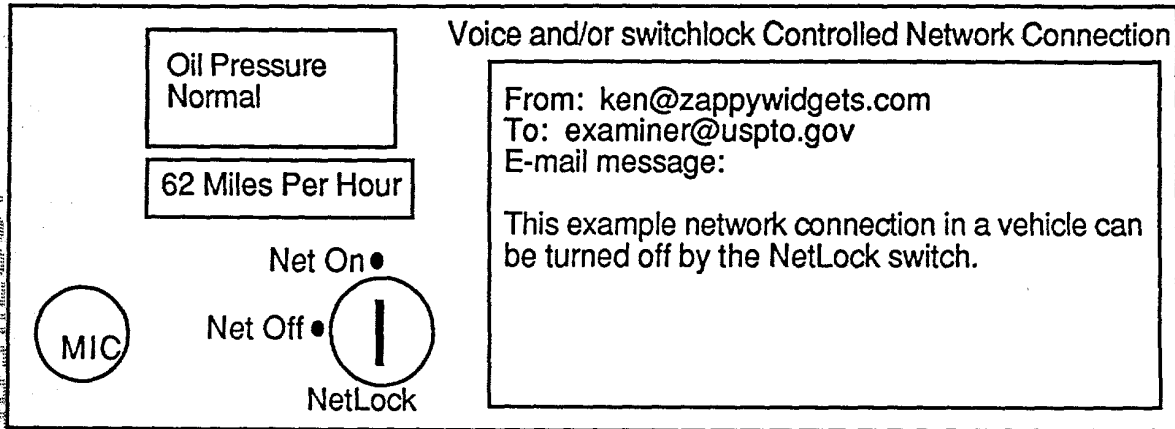 Voice and/or switchlock Controlled Network Connection
Oil Pressure
Normal
62 Miles Per Hour
Net On
Net Off
MIC
NetLock
From: ken@zappywidgets.com
To: examiner@uspto.gov
E-mail message:
This example network connection in a vehicle can
be turned off by the NetLock switch.